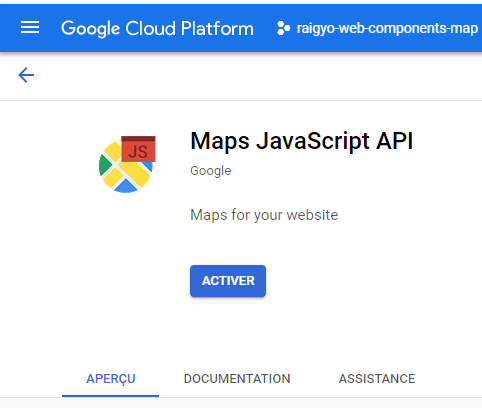 Google Cloud Platform raigyo-web-components-map
JS
Maps JavaScript API
Google
Maps for your website
ACTIVER
APERÇU DOCUMENTATION ASSISTANCE